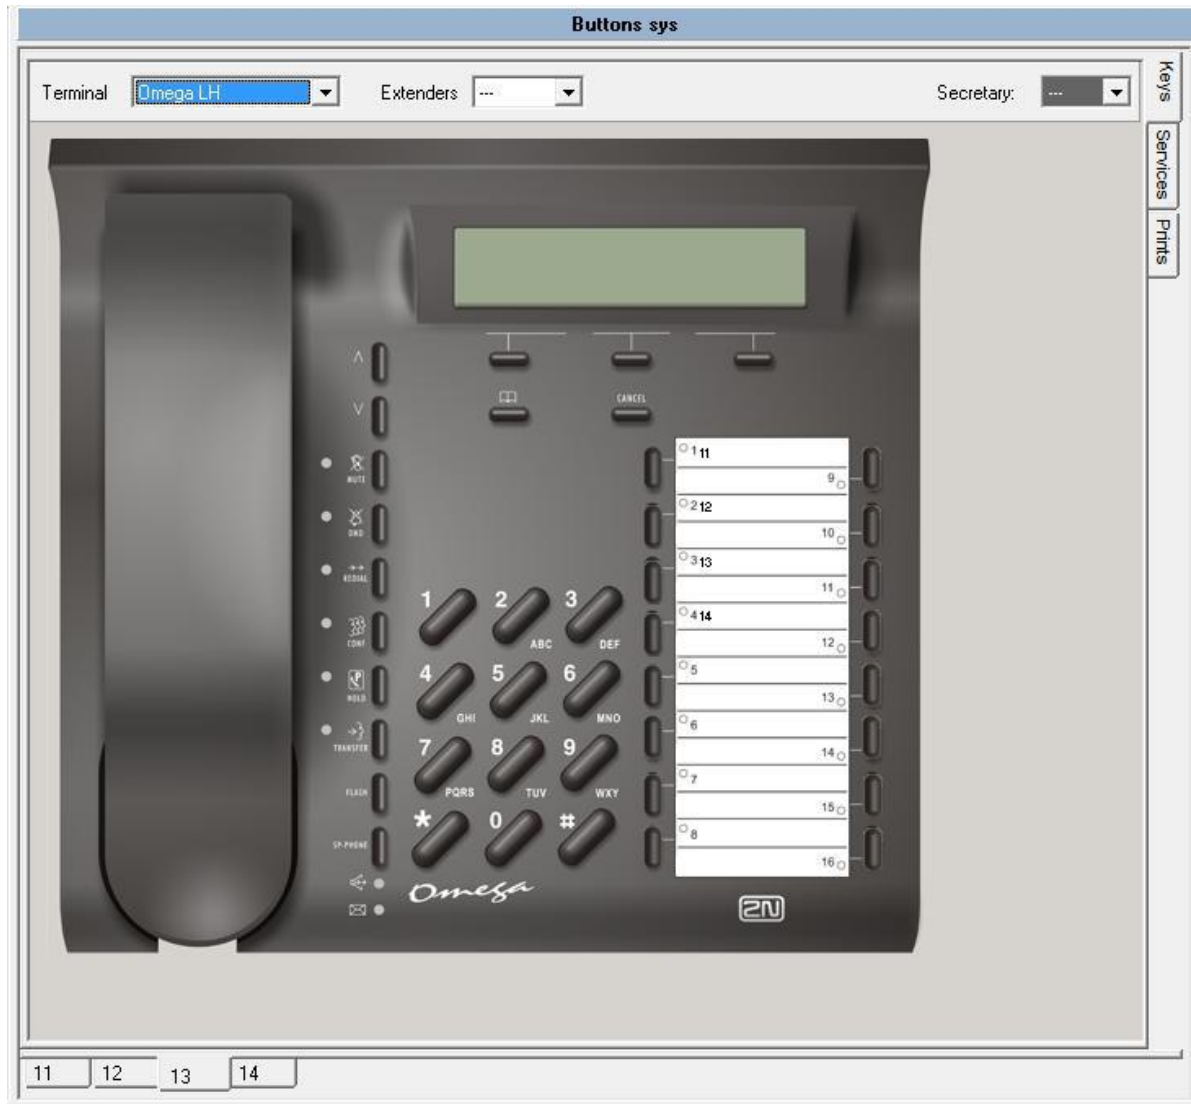 Buttons sys
Terminal Omega LH Extenders --- Secretary: ---
Keys
Services
Prints
CANCEL
MUTE
DND
REDIAL
CONF
HOLD
TRANSFER
FLASH
SP-PHONE
1 2 ABC 3 DEF
4 GHI 5 JKL 6 MNO
7 PQRS 8 TUV 9 WXY
* 0 #
Omega
1 11
9
2 12
10
3 13
11
4 14
12
5
13
6
14
7
15
8
16
2N
11 12 13 14